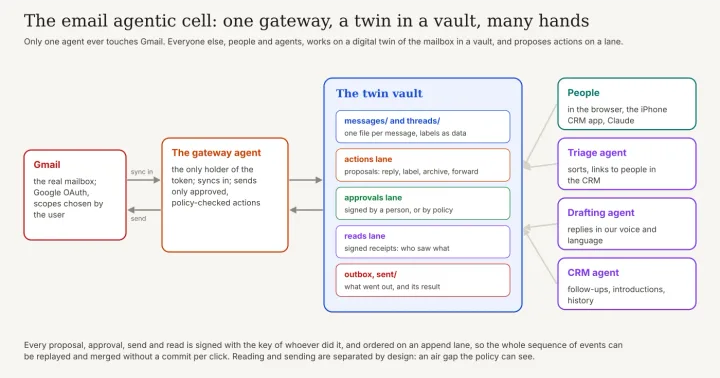 The email agentic cell: one gateway, a twin in a vault, many hands
Only one agent ever touches Gmail. Everyone else, people and agents, works on a digital twin of the mailbox in a vault, and proposes actions on a lane.
Gmail
the real mailbox;
Google OAuth,
scopes chosen by
the user
sync in
send
The gateway agent
the only holder of the
token; syncs in; sends
only approved,
policy-checked actions
The twin vault
messages/ and threads/
one file per message, labels as data
actions lane
proposals: reply, label, archive, forward
approvals lane
signed by a person, or by policy
reads lane
signed receipts: who saw what
outbox, sent/
what went out, and its result
People
in the browser, the iPhone
CRM app, Claude
Triage agent
sorts, links to people in
the CRM
Drafting agent
replies in our voice and
language
CRM agent
follow-ups, introductions,
history
Every proposal, approval, send and read is signed with the key of whoever did it, and ordered on an append lane, so the whole sequence of events can
be replayed and merged without a commit per click. Reading and sending are separated by design: an air gap the policy can see.